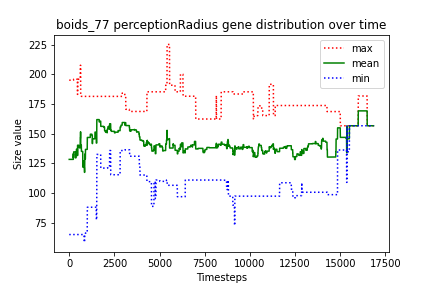 boids_77 perceptionRadius gene distribution over time
max
mean
min
Size value
225
200
175
150
125
100
75
0 2500 5000 7500 10000 12500 15000 17500
Timesteps